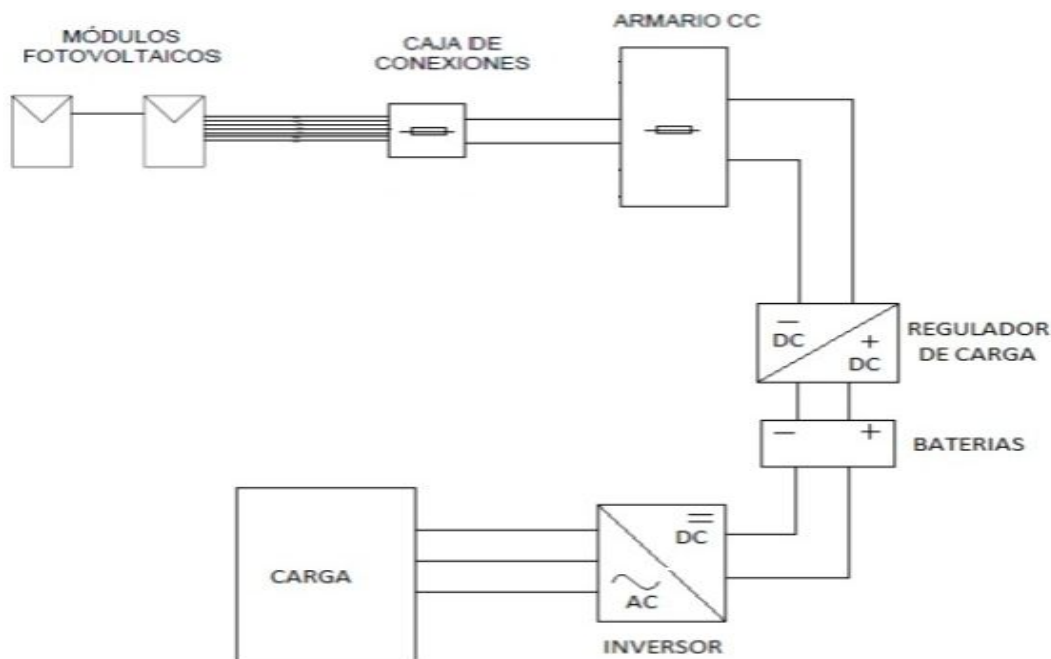 MÓDULOS
FOTOVOLTAICOS
CAJA DE
CONEXIONES
ARMARIO CC
— DC
+ DC
REGULADOR
DE CARGA
— +
BATERIAS
CARGA
DC
AC
INVERSOR